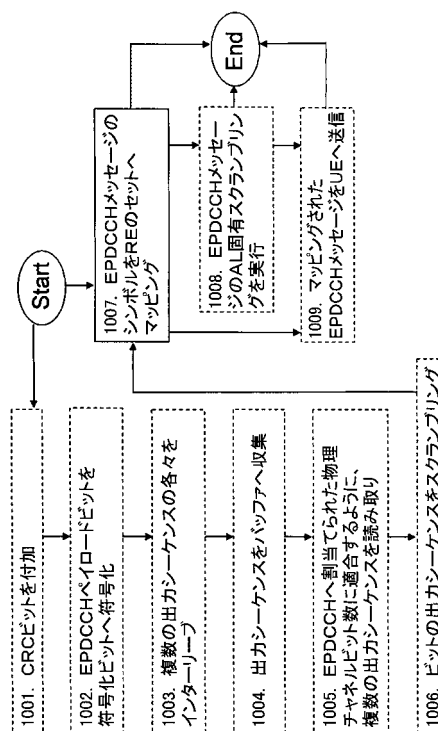 Start
1001. CRCビットを付加
1002. EPDCCHペイロードビットを
符号化ビットへ符号化
1003. 複数の出力シーケンスの各々を
インターリーブ
1004. 出力シーケンスをバッファへ収集
1005. EPDCCHへ割当てられた物理
チャネルビット数に適合するように、
複数の出力シーケンスを読み取り
1006. ビットの出力シーケンスをスクランブリング
1007. EPDCCHメッセージの
シンボルをREのセットへ
マッピング
1008. EPDCCHメッセー
ジのAL固有スクランブリン
グを実行
1009. マッピングされた
EPDCCHメッセージをUEへ送信
End